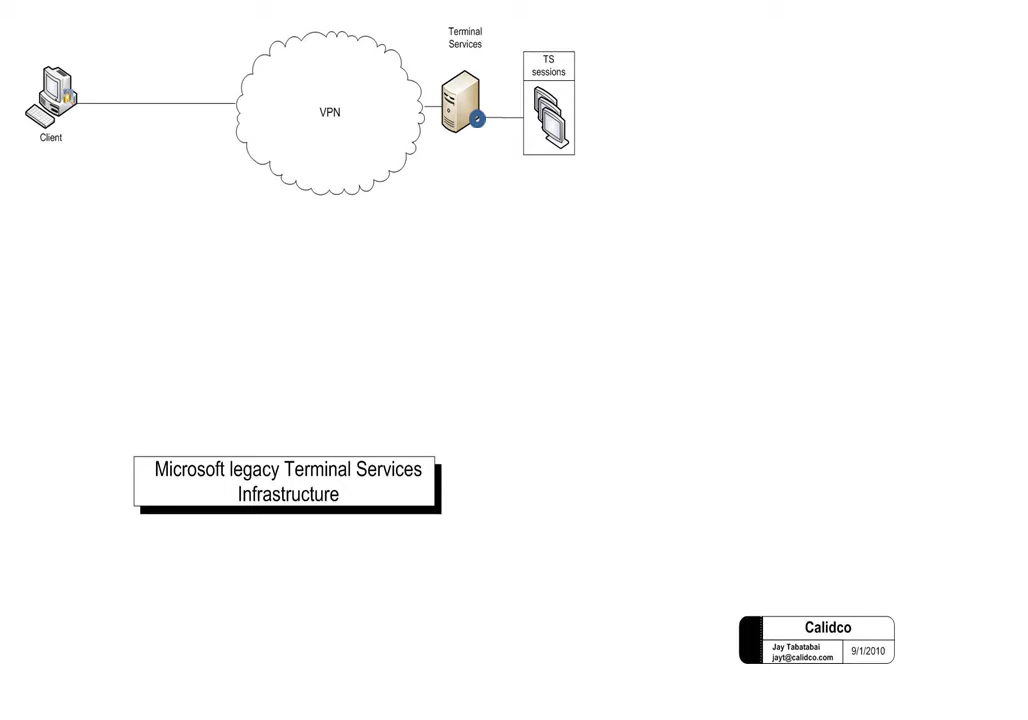 Terminal
Services
TS
sessions
VPN
Client
Microsoft legacy Terminal Services
Infrastructure
Calidco
Jay Tabatabai
jayt@calidco.com
9/1/2010